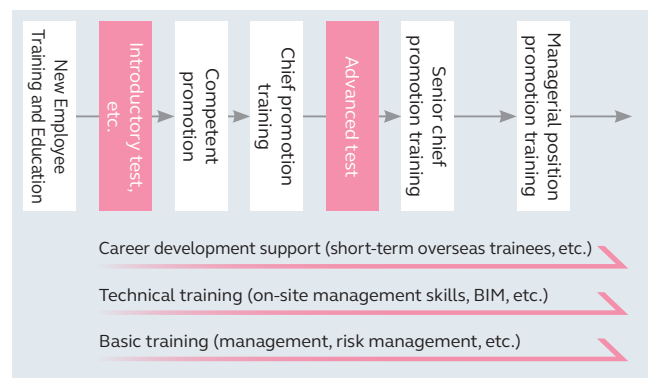 New Employee
Training and Education
Introductory test,
etc.
Competent
promotion
Chief promotion
training
Advanced test
Senior chief
promotion training
Managerial position
promotion training
Career development support (short-term overseas trainees, etc.)
Technical training (on-site management skills, BIM, etc.)
Basic training (management, risk management, etc.)